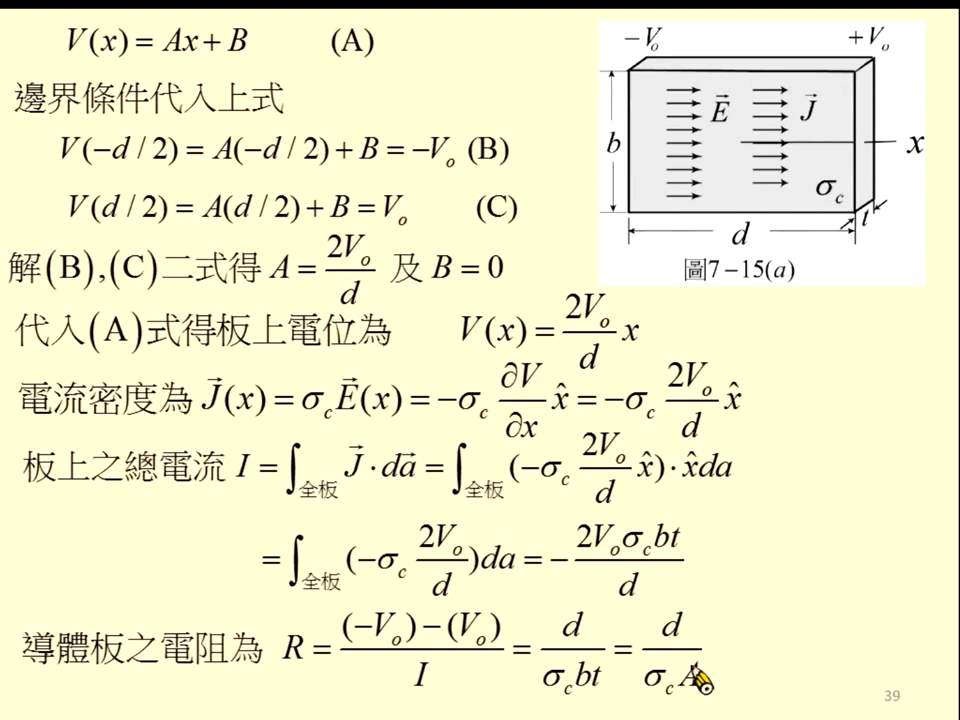 V(x) = Ax + B (A)
邊界條件代入上式
V(−d / 2) = A(−d / 2) + B = −V_o (B)
V(d / 2) = A(d / 2) + B = V_o (C)
解(B),(C)二式得 A = 2V_o/d 及 B = 0
代入(A)式得板上電位為 V(x) = 2V_o/d x
電流密度為 J⃗(x) = σ_c E⃗(x) = −σ_c ∂V/∂x x̂ = −σ_c 2V_o/d x̂
板上之總電流 I = ∫_全板 J⃗ · da⃗ = ∫_全板 (−σ_c 2V_o/d x̂) · x̂da
= ∫_全板 (−σ_c 2V_o/d)da = − 2V_oσ_cbt/d
導體板之電阻為 R = (−V_o) − (V_o)/I = d/σ_cbt = d/σ_cA
−V_o +V_o
E⃗ J⃗
b x
σ_c
t
d
圖7−15(a)
39